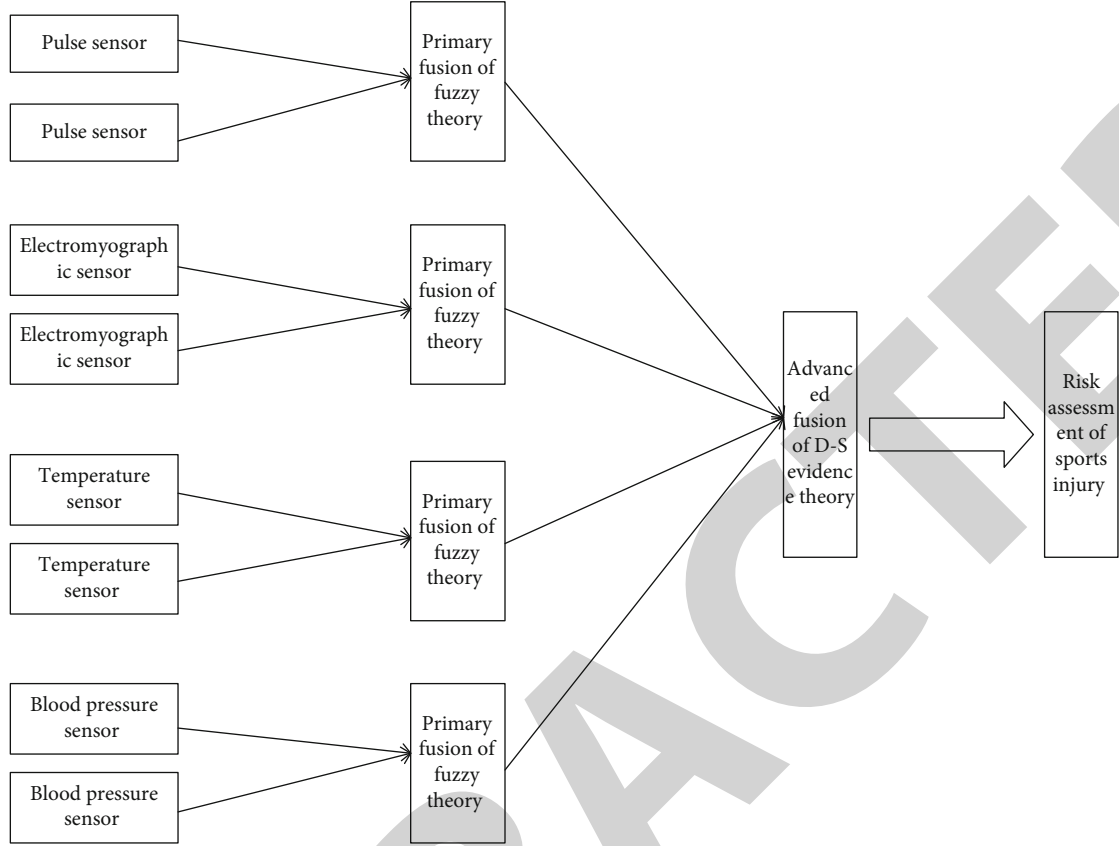 Pulse sensor
Pulse sensor
Primary
fusion of
fuzzy
theory
Electromyograph
ic sensor
Electromyograph
ic sensor
Primary
fusion of
fuzzy
theory
Temperature
sensor
Temperature
sensor
Primary
fusion of
fuzzy
theory
Blood pressure
sensor
Blood pressure
sensor
Primary
fusion of
fuzzy
theory
Advanc
ed
fusion
of D-S
evidenc
e theory
Risk
assessm
ent of
sports
injury